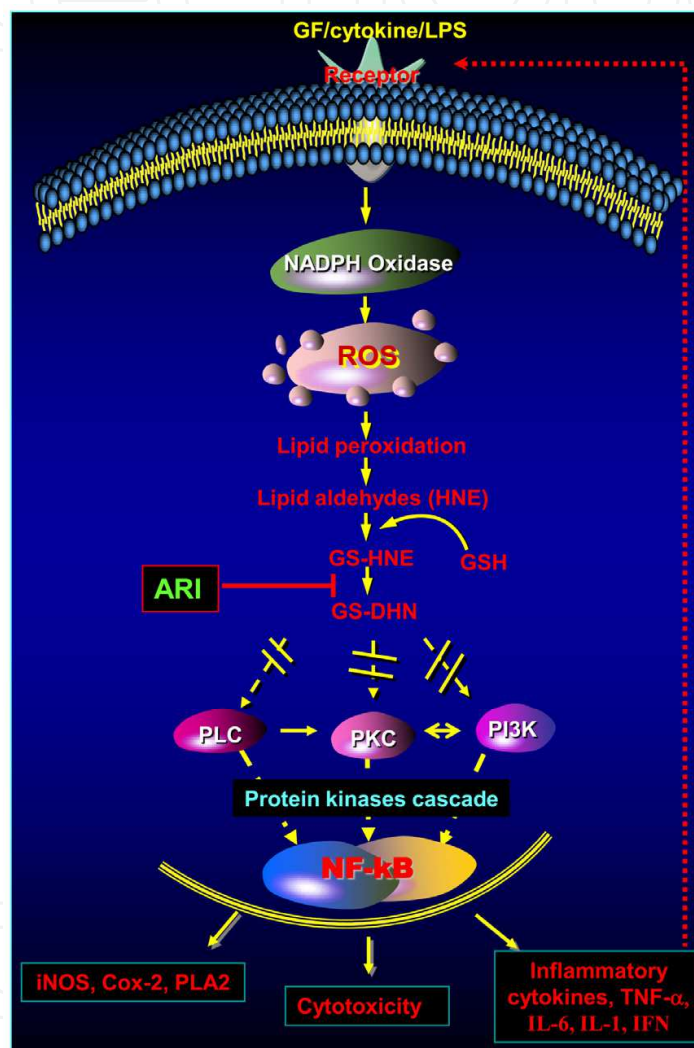 GF/cytokine/LPS
Receptor
NADPH Oxidase
ROS
Lipid peroxidation
Lipid aldehydes (HNE)
GS-HNE
GSH
ARI
GS-DHN
PLC
PKC
PI3K
Protein kinases cascade
NF-kB
iNOS, Cox-2, PLA2
Cytotoxicity
Inflammatory
cytokines, TNF-α,
IL-6, IL-1, IFN